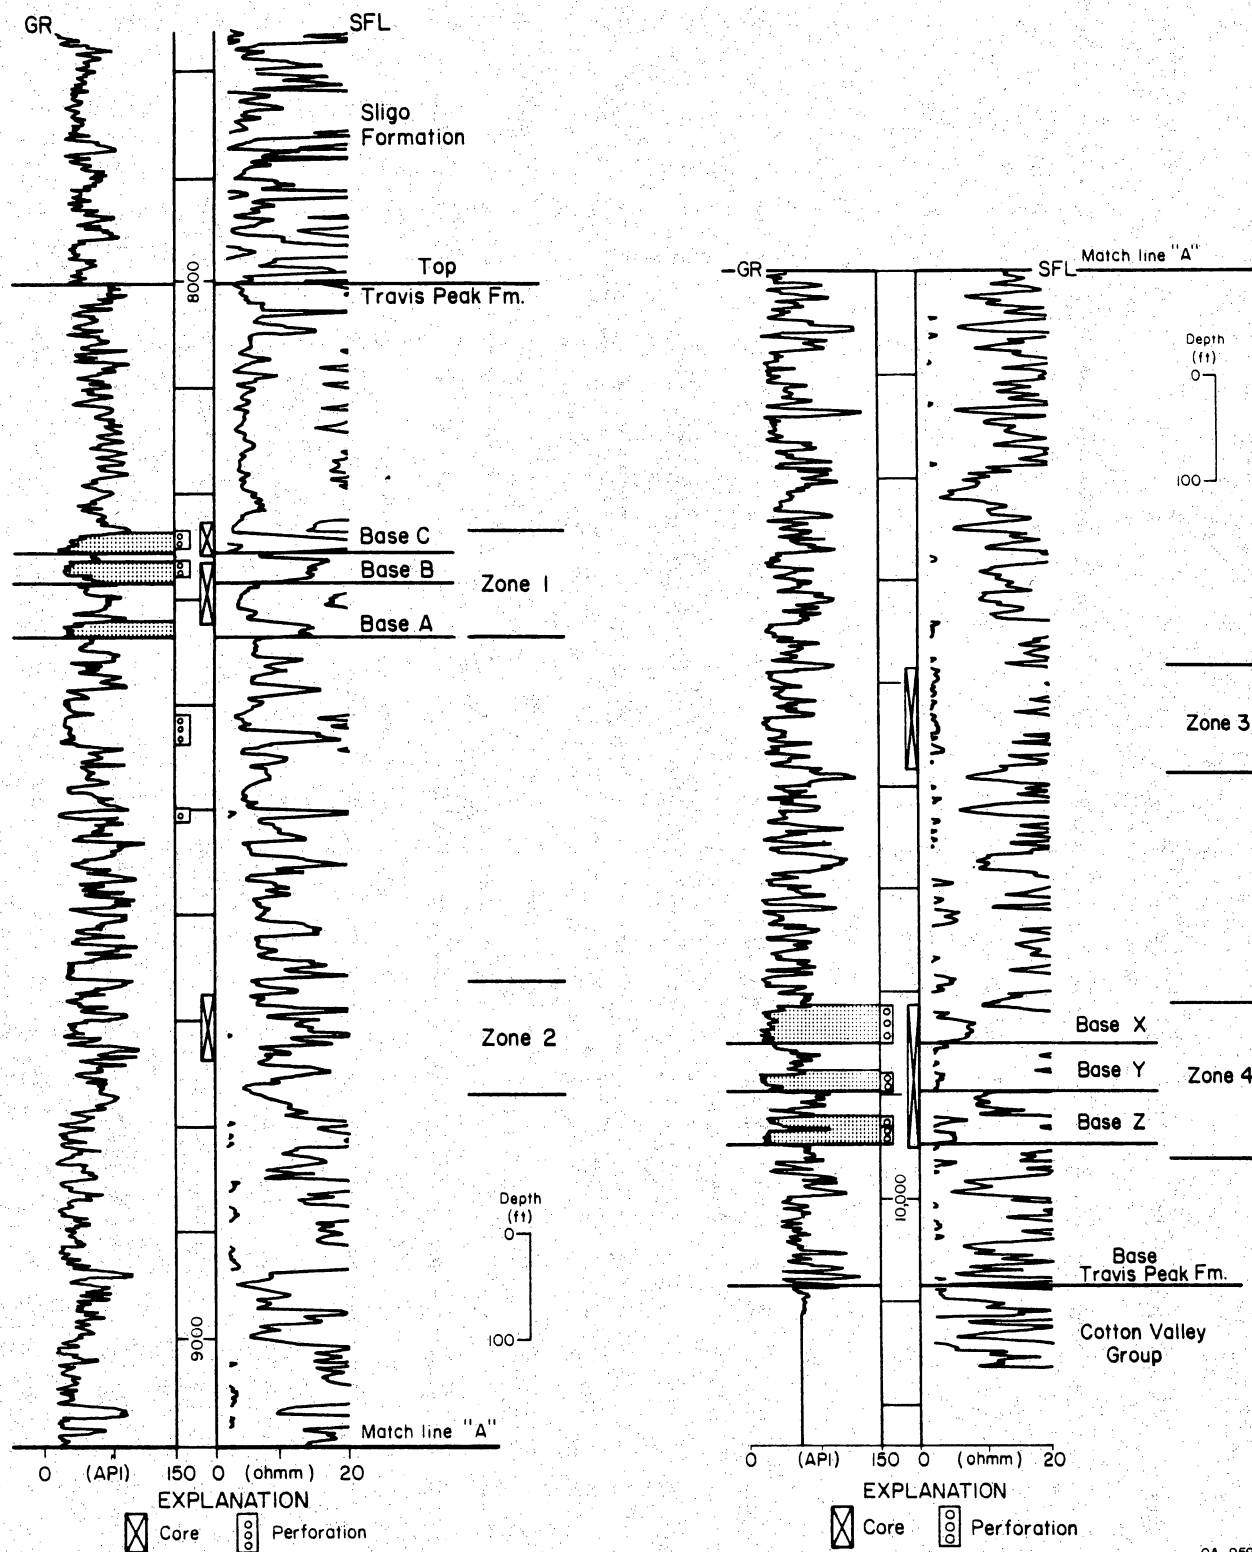 GR
SFL
Sligo
Formation
8000
Top
Travis Peak Fm.
Base C
Base B
Zone 1
Base A
Zone 2
Depth
(ft)
0
100
9000
Match line "A"
0 (API) 150 0 (ohmm) 20
EXPLANATION
Core Perforation
GR
SFL
Match line "A"
Depth
(ft)
0
100
Zone 3
Base X
Base Y
Zone 4
Base Z
10,000
Base
Travis Peak Fm.
Cotton Valley
Group
0 (API) 150 0 (ohmm) 20
EXPLANATION
Core Perforation